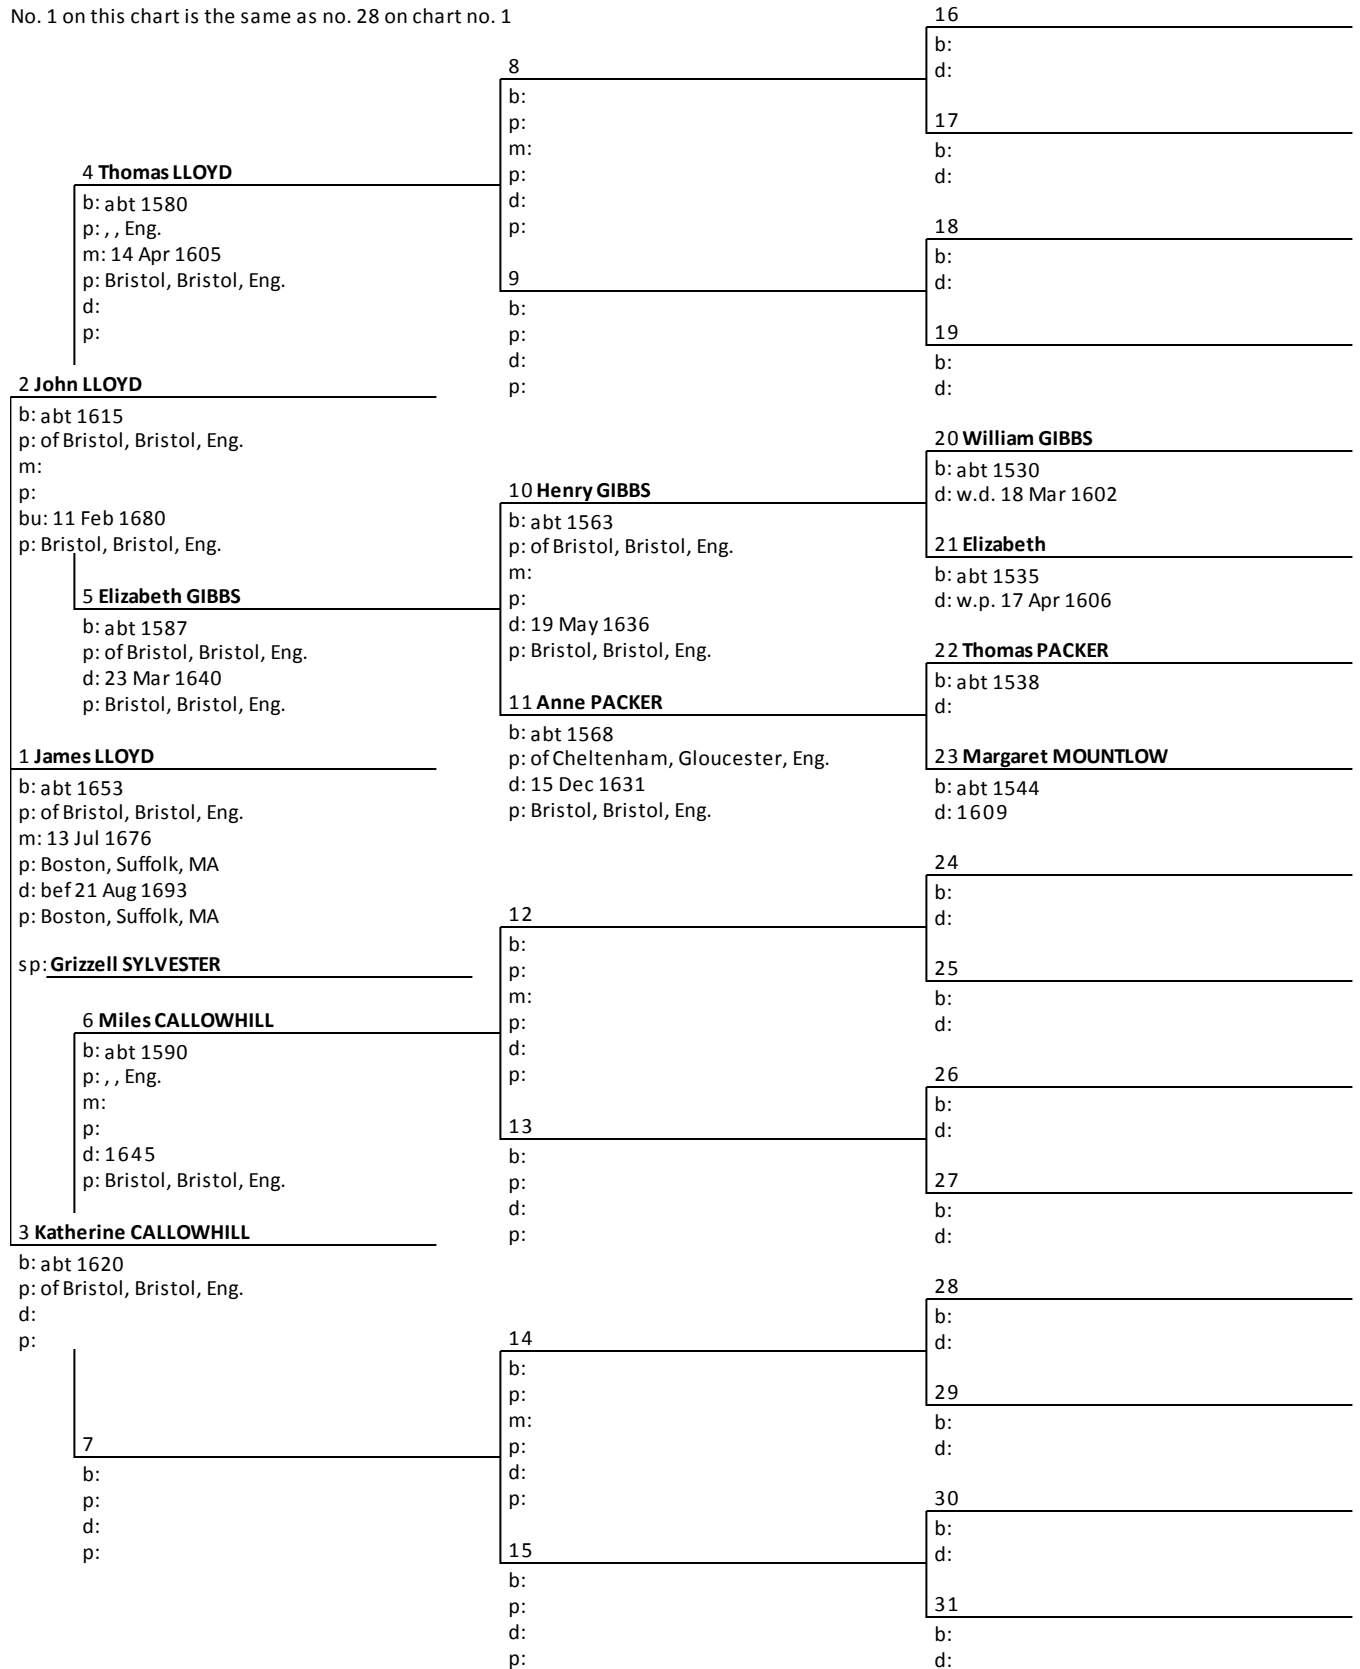 No. 1 on this chart is the same as no. 28 on chart no. 1
16
b:
d:
8
b:
p:
m:
p:
d:
p:
17
b:
d:
4 Thomas LLOYD
b: abt 1580
p: , , Eng.
m: 14 Apr 1605
p: Bristol, Bristol, Eng.
d:
p:
18
b:
d:
9
b:
p:
d:
p:
19
b:
d:
2 John LLOYD
b: abt 1615
p: of Bristol, Bristol, Eng.
m:
p:
bu: 11 Feb 1680
p: Bristol, Bristol, Eng.
20 William GIBBS
b: abt 1530
d: w.d. 18 Mar 1602
10 Henry GIBBS
b: abt 1563
p: of Bristol, Bristol, Eng.
m:
p:
d: 19 May 1636
p: Bristol, Bristol, Eng.
21 Elizabeth
b: abt 1535
d: w.p. 17 Apr 1606
5 Elizabeth GIBBS
b: abt 1587
p: of Bristol, Bristol, Eng.
d: 23 Mar 1640
p: Bristol, Bristol, Eng.
22 Thomas PACKER
b: abt 1538
d:
11 Anne PACKER
b: abt 1568
p: of Cheltenham, Gloucester, Eng.
d: 15 Dec 1631
p: Bristol, Bristol, Eng.
23 Margaret MOUNTLOW
b: abt 1544
d: 1609
1 James LLOYD
b: abt 1653
p: of Bristol, Bristol, Eng.
m: 13 Jul 1676
p: Boston, Suffolk, MA
d: bef 21 Aug 1693
p: Boston, Suffolk, MA
sp: Grizzell SYLVESTER
24
b:
d:
12
b:
p:
m:
p:
d:
p:
25
b:
d:
6 Miles CALLOWHILL
b: abt 1590
p: , , Eng.
m:
p:
d: 1645
p: Bristol, Bristol, Eng.
26
b:
d:
13
b:
p:
d:
p:
27
b:
d:
3 Katherine CALLOWHILL
b: abt 1620
p: of Bristol, Bristol, Eng.
d:
p:
28
b:
d:
14
b:
p:
m:
p:
d:
p:
29
b:
d:
7
b:
p:
d:
p:
30
b:
d:
15
b:
p:
d:
p:
31
b:
d: